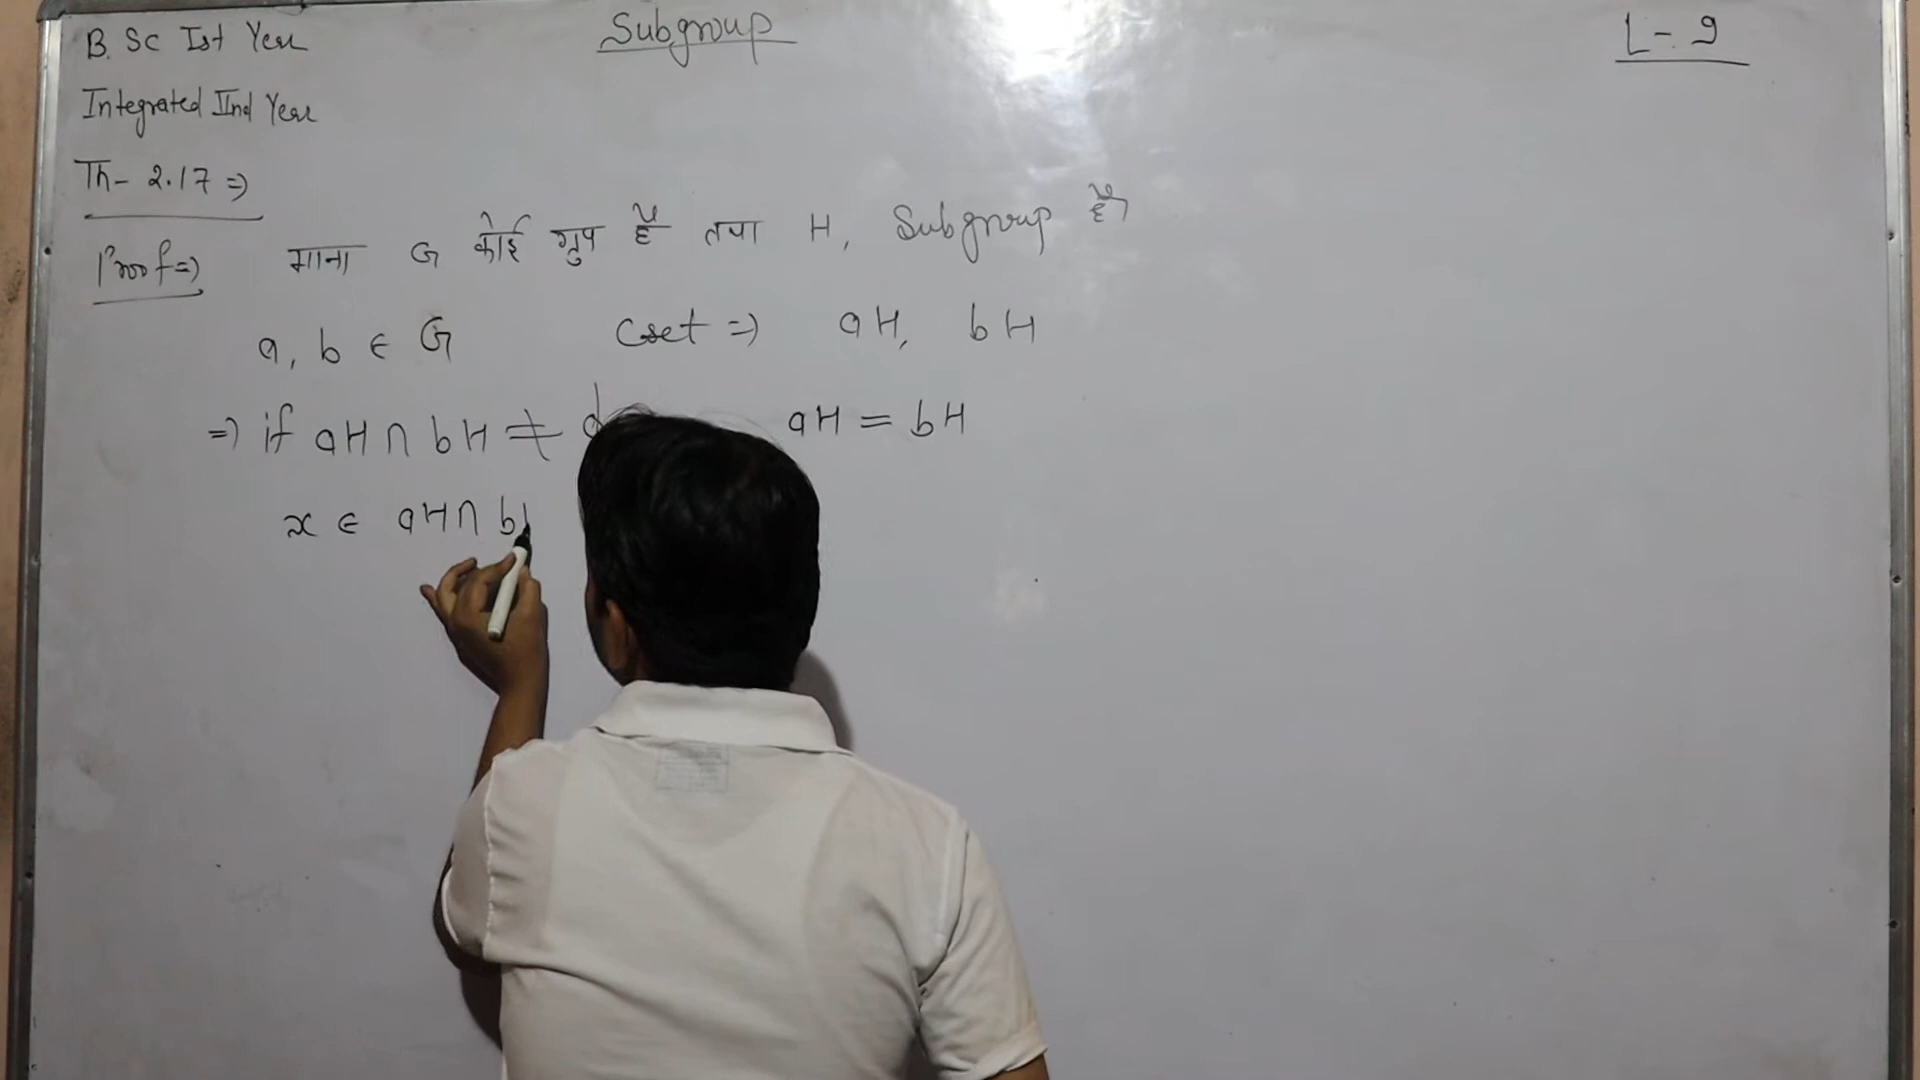 Subgroup
L-9
B. Sc Ist Year
Integrated IInd Year
Th- 2.17 =>
Proof => माना G कोई ग्रुप है तथा H, Subgroup है
a, b ∈ G Coset => aH, bH
=> if aH ∩ bH ≠ aH = bH
x ∈ aH ∩ b